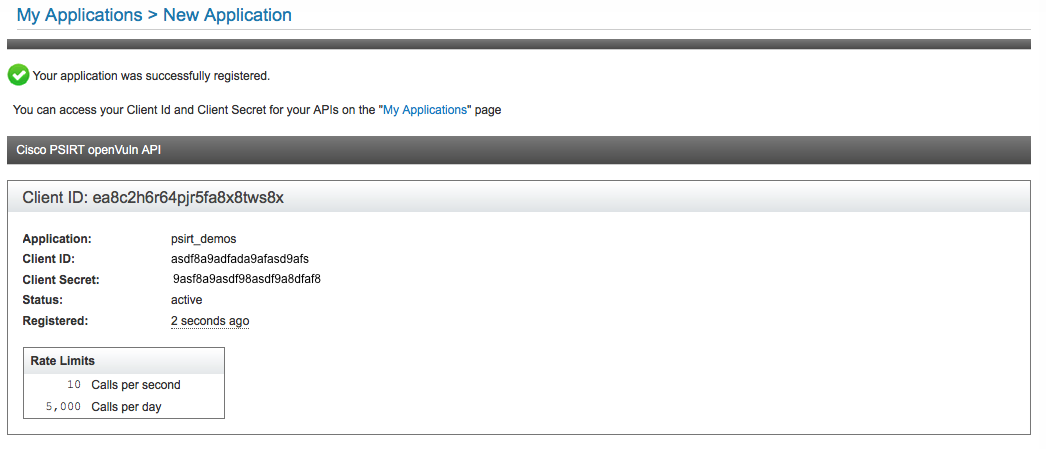 My Applications > New Application
Your application was successfully registered.
You can access your Client Id and Client Secret for your APIs on the "My Applications" page
Cisco PSIRT openVuln API
Client ID: ea8c2h6r64pjr5fa8x8tws8x
Application: psirt_demos
Client ID: asdf8a9adfada9afasd9afs
Client Secret: 9asf8a9asdf98asdf9a8dfaf8
Status: active
Registered: 2 seconds ago
Rate Limits
10 Calls per second
5,000 Calls per day